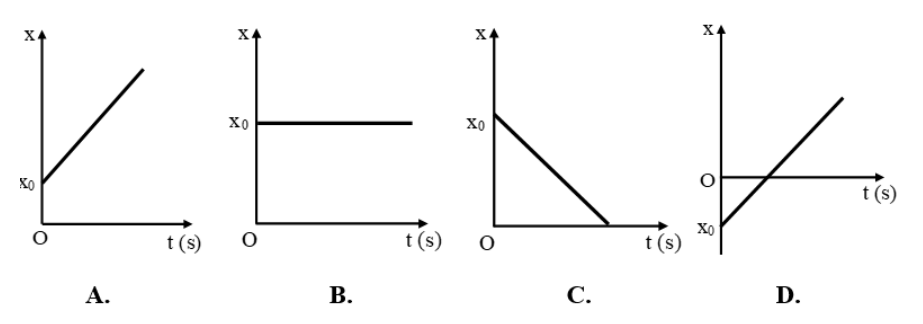 x
x₀
O
t (s)
A.
x
x₀
O
t (s)
B.
x
x₀
O
t (s)
C.
x
O
t (s)
x₀
D.